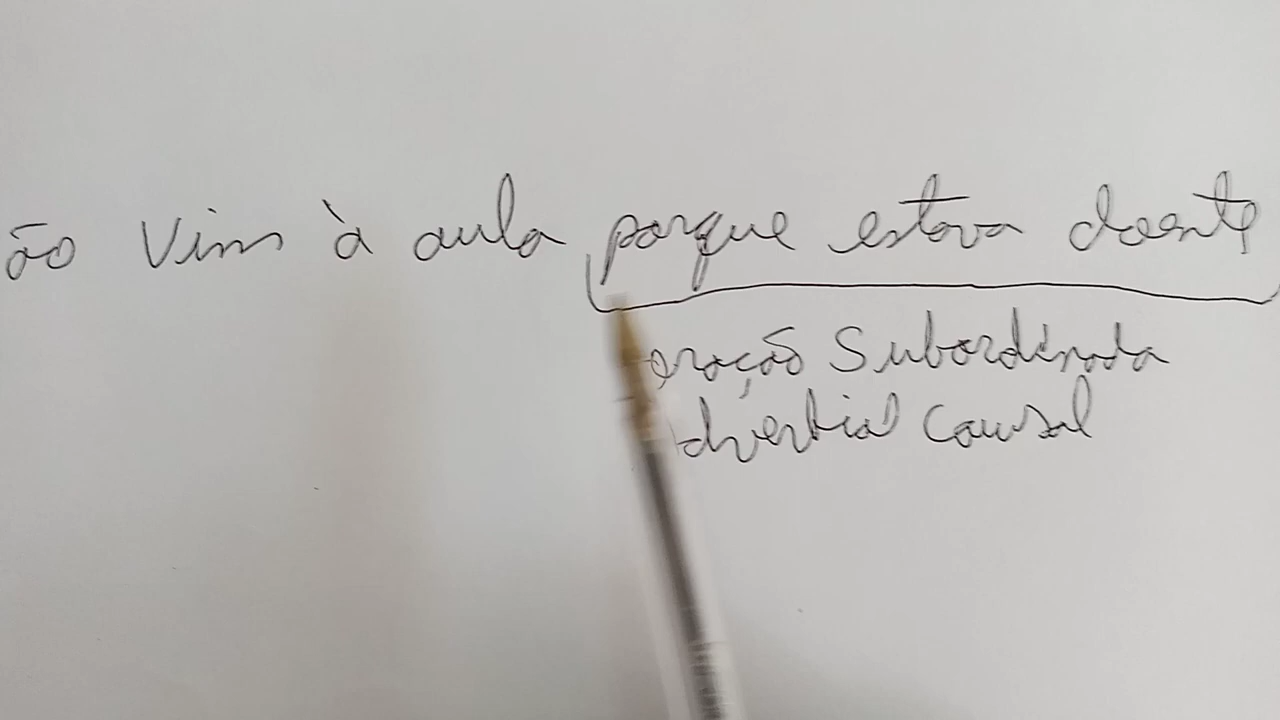 ão vim à aula porque estava doente
oração Subordinada
dverbial causal